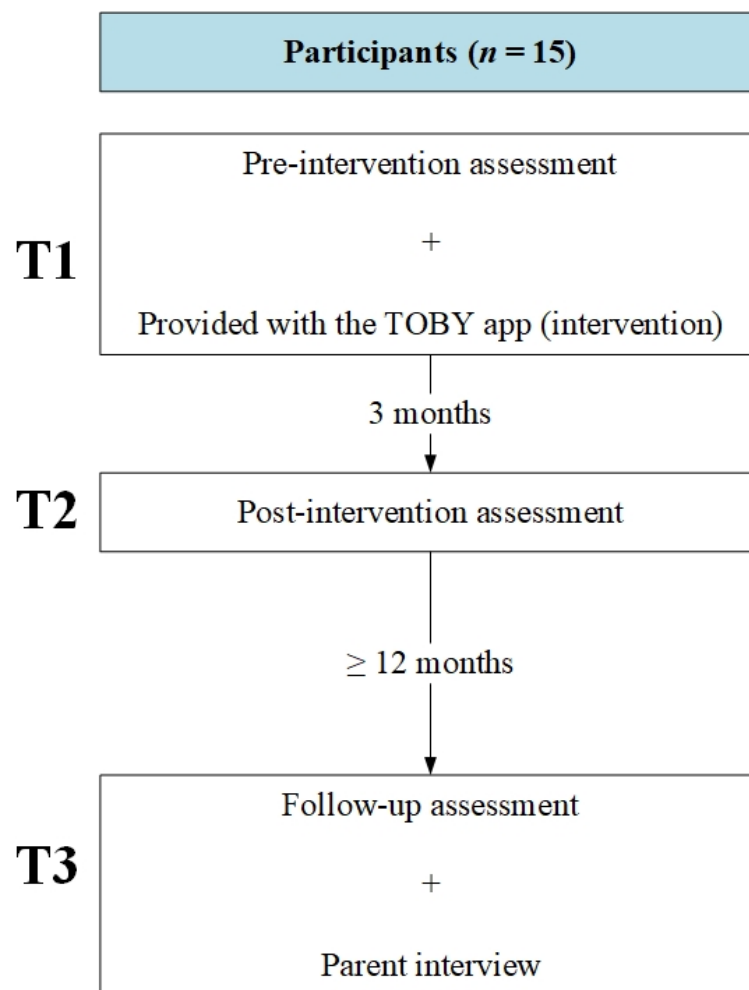 Participants (n = 15)
T1
Pre-intervention assessment
+
Provided with the TOBY app (intervention)
3 months
T2
Post-intervention assessment
≥ 12 months
T3
Follow-up assessment
+
Parent interview